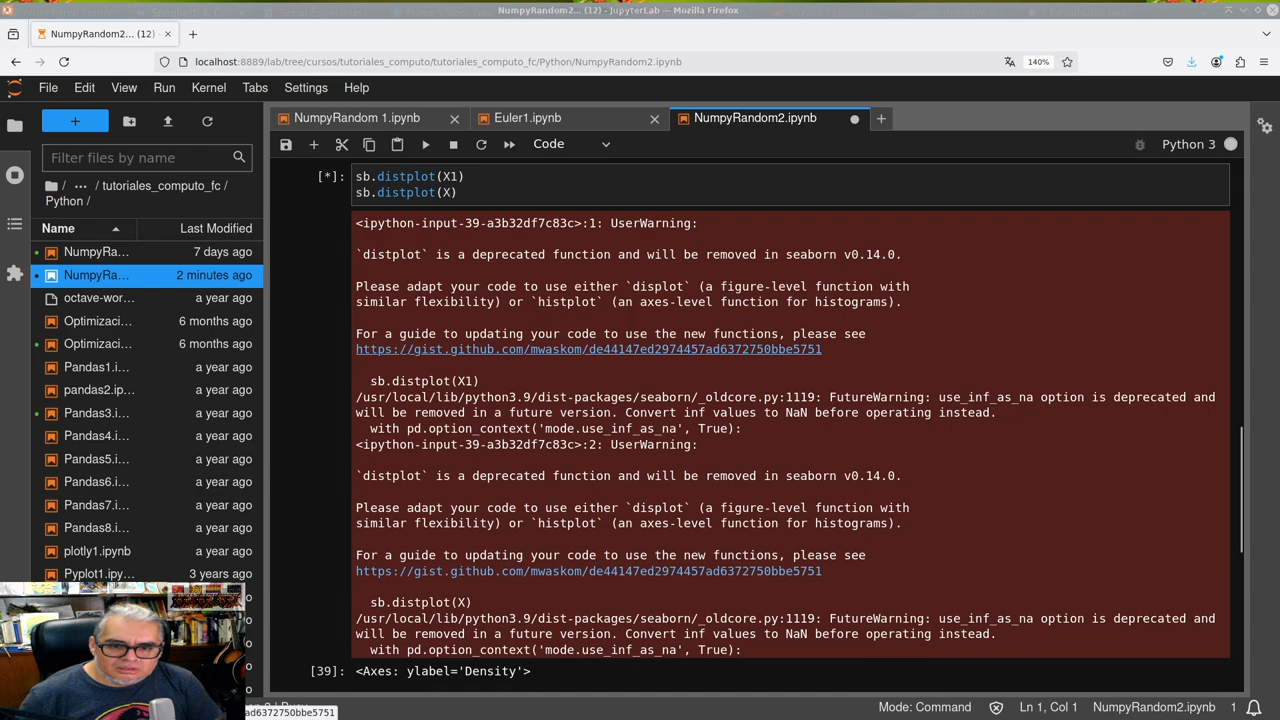 NumpyRandom2... (12) - JupyterLab — Mozilla Firefox
NumpyRandom2... (12)
localhost:8889/lab/tree/cursos/tutoriales_computo/tutoriales_computo_fc/Python/NumpyRandom2.ipynb
140%
File Edit View Run Kernel Tabs Settings Help
NumpyRandom 1.ipynb
Euler1.ipynb
NumpyRandom2.ipynb
Filter files by name
Code
Python 3
/ ... / tutoriales_computo_fc /
Python /
Name Last Modified
NumpyRa... 7 days ago
NumpyRa... 2 minutes ago
octave-wor... a year ago
Optimizaci... 6 months ago
Optimizaci... 6 months ago
Pandas1.i... a year ago
pandas2.ip... a year ago
Pandas3.i... a year ago
Pandas4.i... a year ago
Pandas5.i... a year ago
Pandas6.i... a year ago
Pandas7.i... a year ago
Pandas8.i... a year ago
plotly1.ipynb a year ago
Pyplot1.ipy... 3 years ago
[*]:
sb.distplot(X1)
sb.distplot(X)
<ipython-input-39-a3b32df7c83c>:1: UserWarning:
`distplot` is a deprecated function and will be removed in seaborn v0.14.0.
Please adapt your code to use either `displot` (a figure-level function with
similar flexibility) or `histplot` (an axes-level function for histograms).
For a guide to updating your code to use the new functions, please see
https://gist.github.com/mwaskom/de44147ed2974457ad6372750bbe5751
sb.distplot(X1)
/usr/local/lib/python3.9/dist-packages/seaborn/_oldcore.py:1119: FutureWarning: use_inf_as_na option is deprecated and
will be removed in a future version. Convert inf values to NaN before operating instead.
with pd.option_context('mode.use_inf_as_na', True):
<ipython-input-39-a3b32df7c83c>:2: UserWarning:
`distplot` is a deprecated function and will be removed in seaborn v0.14.0.
Please adapt your code to use either `displot` (a figure-level function with
similar flexibility) or `histplot` (an axes-level function for histograms).
For a guide to updating your code to use the new functions, please see
https://gist.github.com/mwaskom/de44147ed2974457ad6372750bbe5751
sb.distplot(X)
/usr/local/lib/python3.9/dist-packages/seaborn/_oldcore.py:1119: FutureWarning: use_inf_as_na option is deprecated and
will be removed in a future version. Convert inf values to NaN before operating instead.
with pd.option_context('mode.use_inf_as_na', True):
[39]: <Axes: ylabel='Density'>
ad6372750bbe5751
Mode: Command
Ln 1, Col 1
NumpyRandom2.ipynb
1